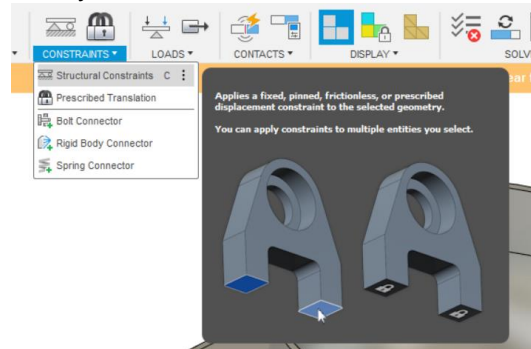 CONSTRAINTS ▾ LOADS ▾ CONTACTS ▾ DISPLAY ▾
Structural Constraints C
Prescribed Translation
Bolt Connector
Rigid Body Connector
Spring Connector
Applies a fixed, pinned, frictionless, or prescribed
displacement constraint to the selected geometry.
You can apply constraints to multiple entities you select.